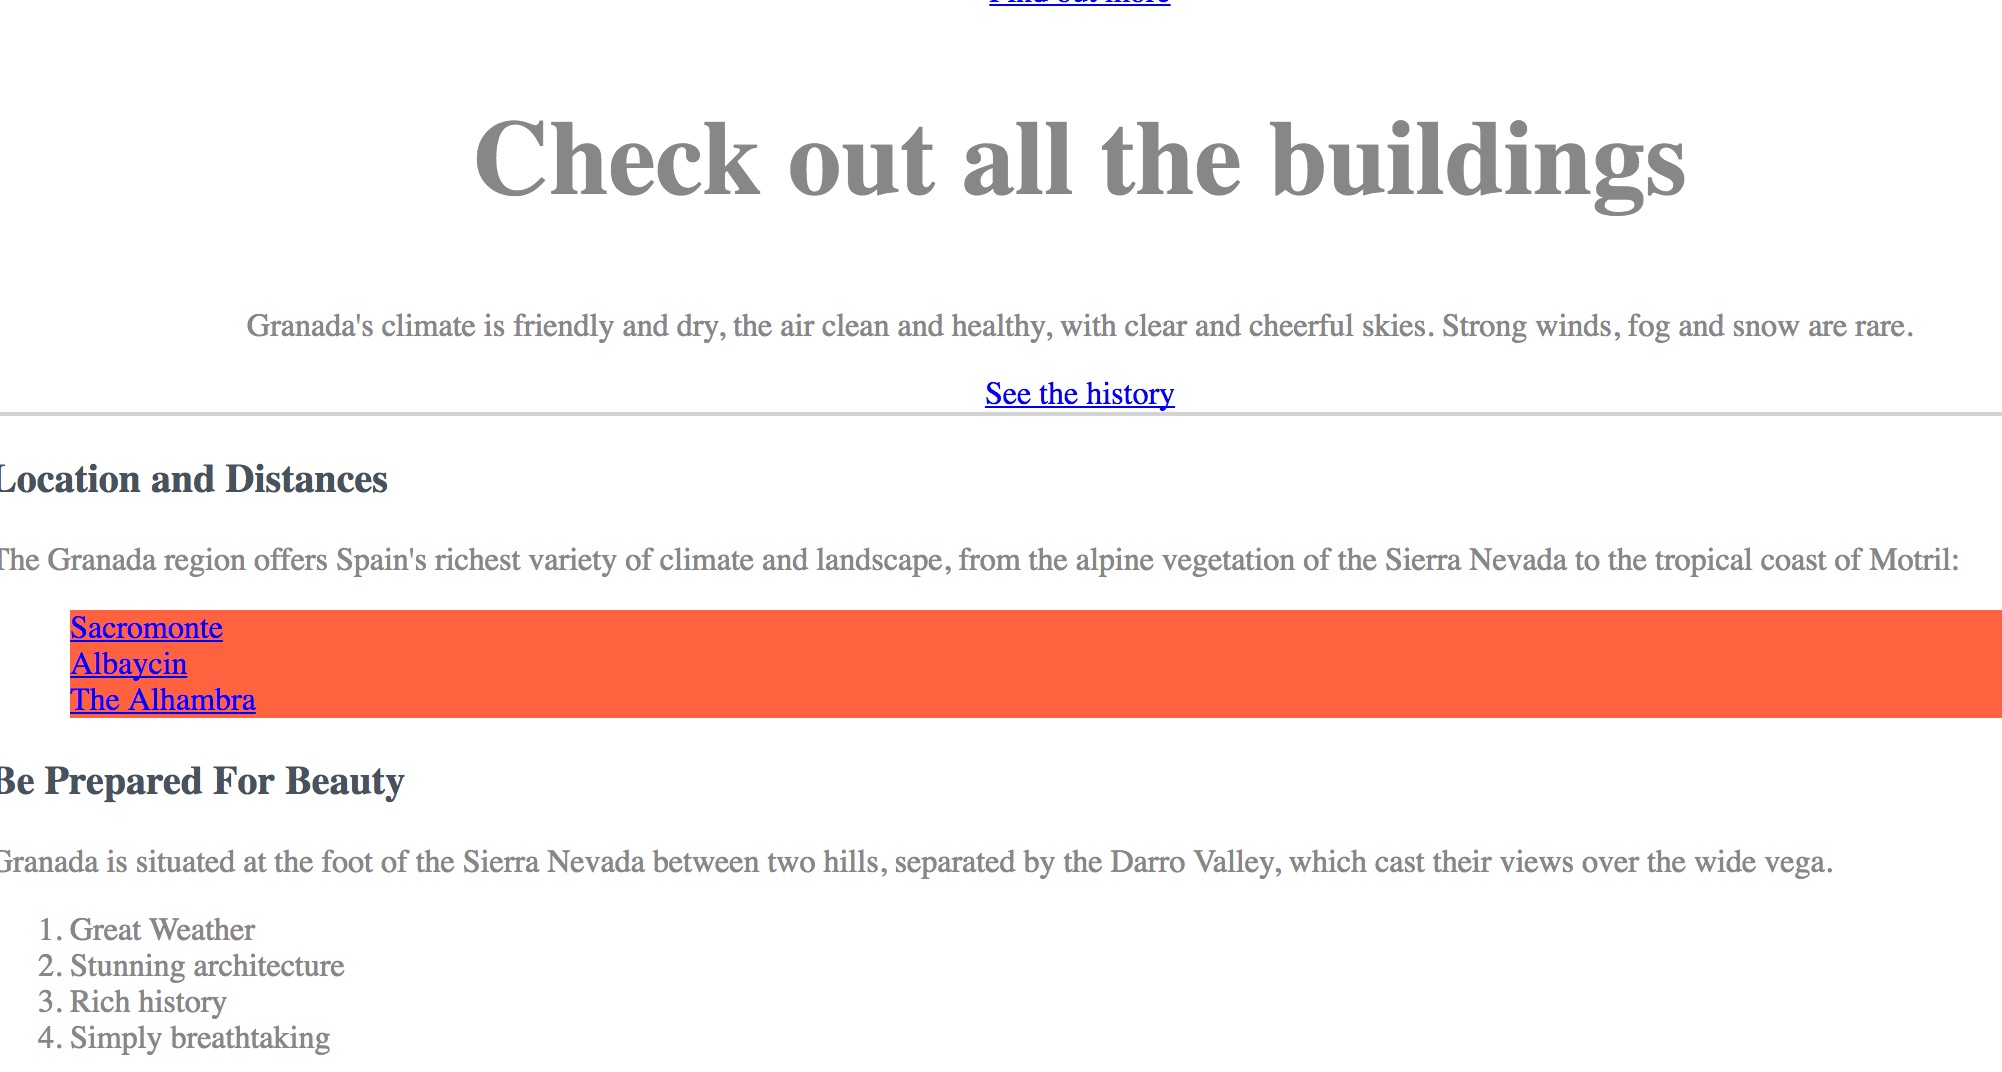 Find out more
Check out all the buildings
Granada's climate is friendly and dry, the air clean and healthy, with clear and cheerful skies. Strong winds, fog and snow are rare.
See the history
Location and Distances
The Granada region offers Spain's richest variety of climate and landscape, from the alpine vegetation of the Sierra Nevada to the tropical coast of Motril:
Sacromonte
Albaycin
The Alhambra
Be Prepared For Beauty
Granada is situated at the foot of the Sierra Nevada between two hills, separated by the Darro Valley, which cast their views over the wide vega.
1. Great Weather
2. Stunning architecture
3. Rich history
4. Simply breathtaking